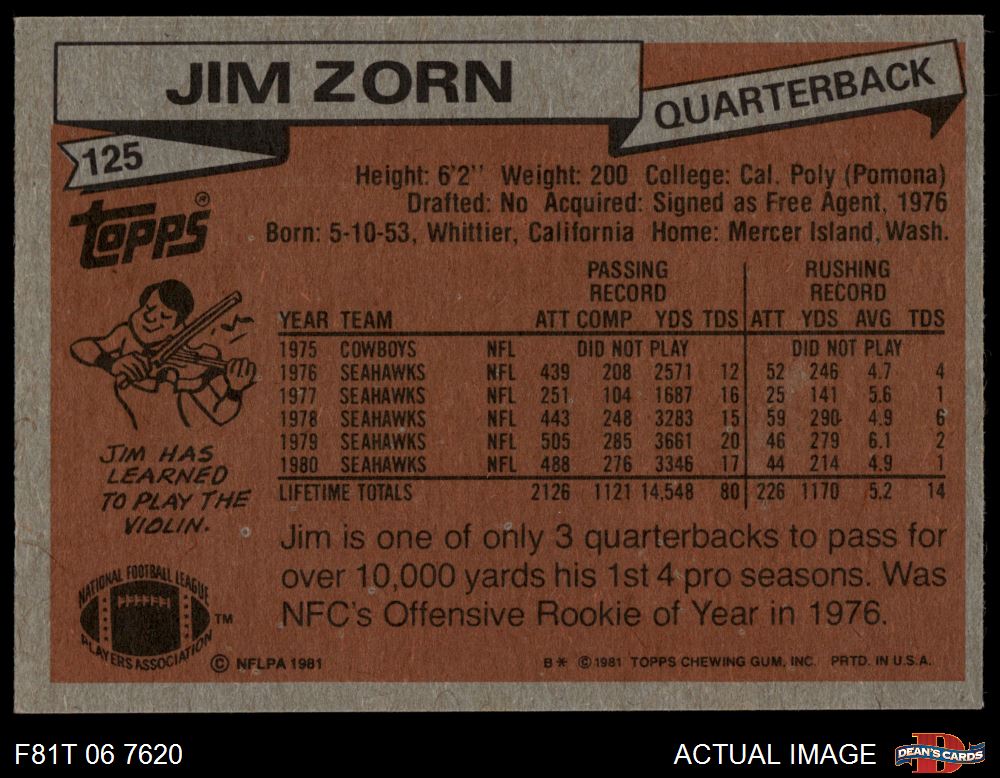 JIM ZORN
QUARTERBACK
125
Topps®
Height: 6'2'' Weight: 200 College: Cal. Poly (Pomona)
Drafted: No Acquired: Signed as Free Agent, 1976
Born: 5-10-53, Whittier, California Home: Mercer Island, Wash.
PASSING RECORD RUSHING RECORD
YEAR TEAM ATT COMP YDS TDS ATT YDS AVG TDS
1975 COWBOYS NFL DID NOT PLAY DID NOT PLAY
1976 SEAHAWKS NFL 439 208 2571 12 52 246 4.7 4
1977 SEAHAWKS NFL 251 104 1687 16 25 141 5.6 1
1978 SEAHAWKS NFL 443 248 3283 15 59 290 4.9 6
1979 SEAHAWKS NFL 505 285 3661 20 46 279 6.1 2
1980 SEAHAWKS NFL 488 276 3346 17 44 214 4.9 1
LIFETIME TOTALS 2126 1121 14,548 80 226 1170 5.2 14
JIM HAS
LEARNED
TO PLAY THE
VIOLIN.
Jim is one of only 3 quarterbacks to pass for
over 10,000 yards his 1st 4 pro seasons. Was
NFC's Offensive Rookie of Year in 1976.
NATIONAL FOOTBALL LEAGUE
PLAYERS ASSOCIATION
TM
© NFLPA 1981
B* © 1981 TOPPS CHEWING GUM, INC. PRTD. IN U.S.A.
F81T 06 7620
ACTUAL IMAGE
DEAN'S CARDS